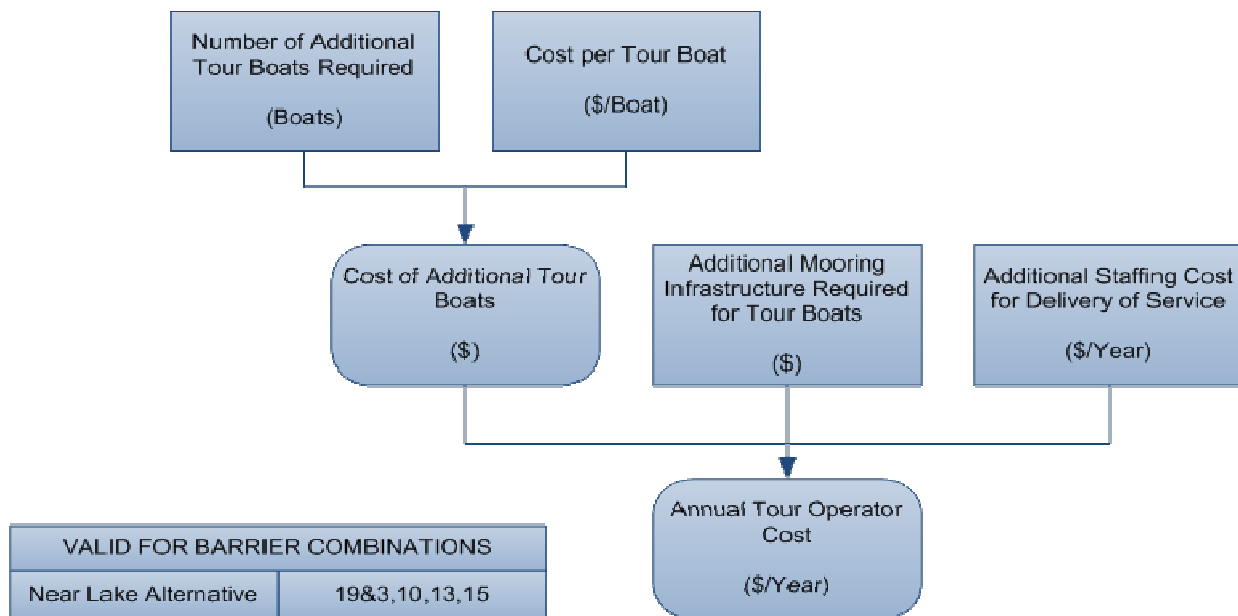 Number of Additional
Tour Boats Required
(Boats)
Cost per Tour Boat
($/Boat)
Cost of Additional Tour
Boats
($)
Additional Mooring
Infrastructure Required
for Tour Boats
($)
Additional Staffing Cost
for Delivery of Service
($/Year)
Annual Tour Operator
Cost
($/Year)
VALID FOR BARRIER COMBINATIONS
Near Lake Alternative
19&3,10,13,15